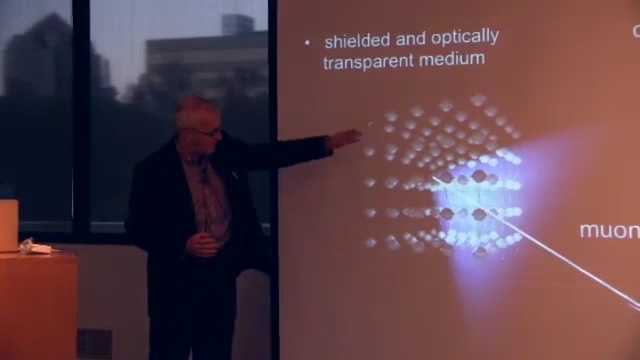 • shielded and optically
transparent medium
muon